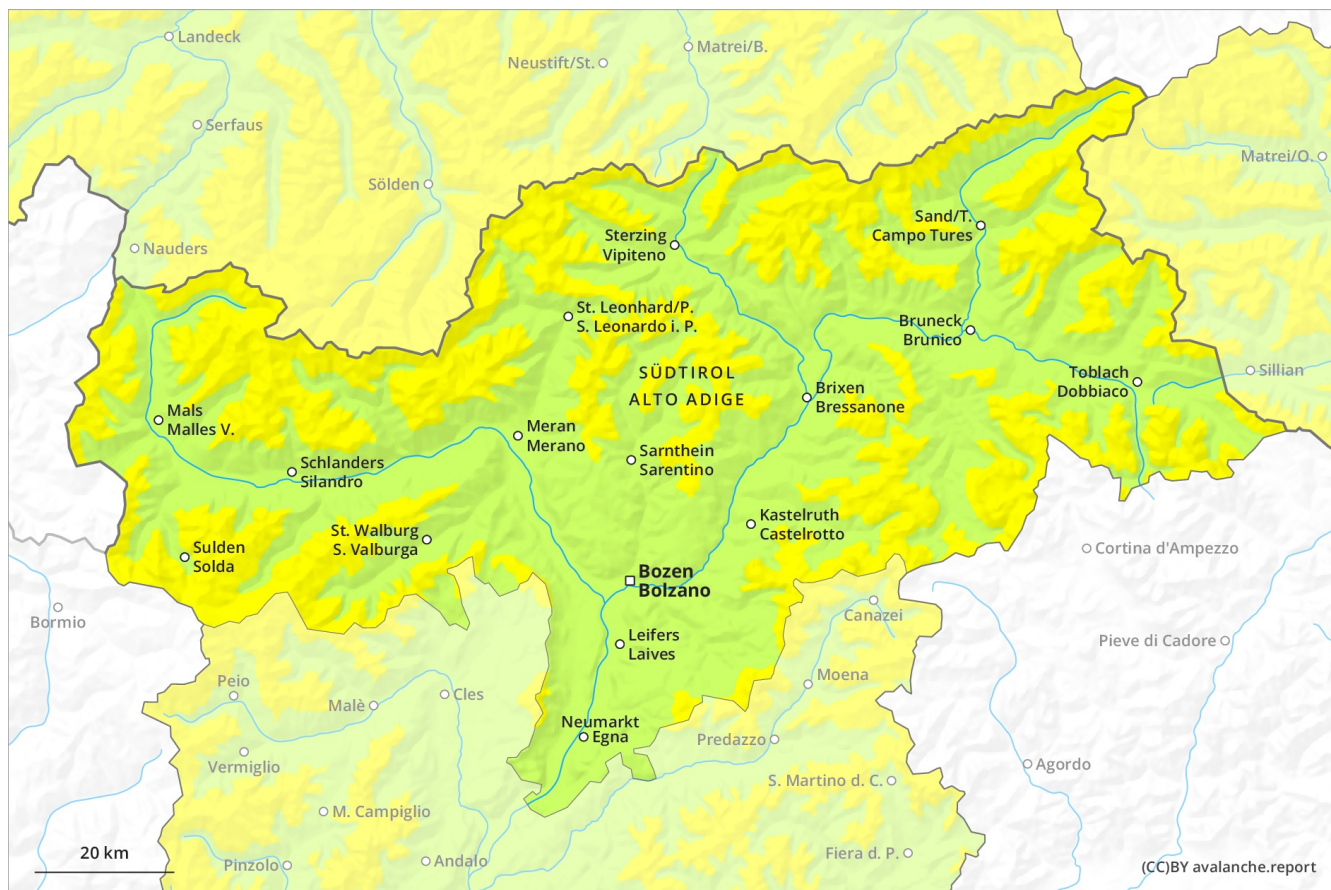 Landeck
Matrei/B.
Neustift/St.
Serfaus
Matrei/O.
Sölden
Sand/T.
Campo Tures
Sterzing
Vipiteno
Nauders
St. Leonhard/P.
S. Leonardo i. P.
Bruneck
Brunico
SÜDTIROL
ALTO ADIGE
Toblach
Dobbiaco
Sillian
Brixen
Bressanone
Mals
Malles V.
Meran
Merano
Sarnthein
Sarentino
Schlanders
Silandro
Kastelruth
Castelrotto
St. Walburg
S. Valburga
Sulden
Solda
Cortina d'Ampezzo
Bozen
Bolzano
Bormio
Canazei
Leifers
Laives
Pieve di Cadore
Peio
Moena
Malè
Cles
Neumarkt
Egna
Predazzo
Vermiglio
Agordo
S. Martino d. C.
M. Campiglio
20 km
Pinzolo
Andalo
Fiera d. P.
(CC)BY avalanche.report